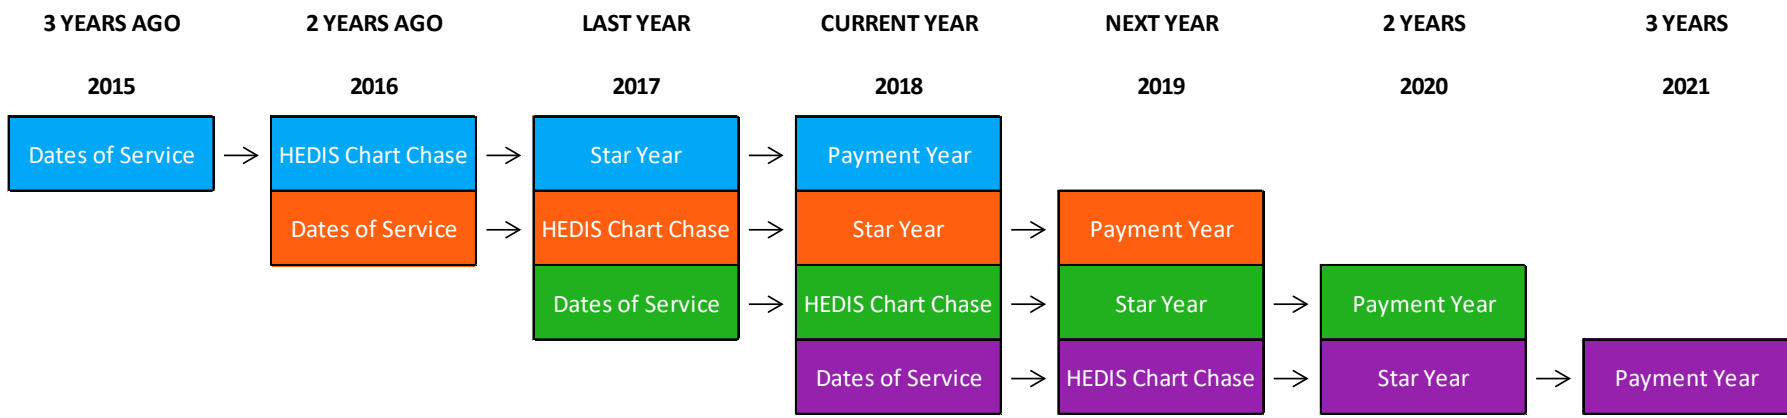 3 YEARS AGO 2 YEARS AGO LAST YEAR CURRENT YEAR NEXT YEAR 2 YEARS 3 YEARS
2015 2016 2017 2018 2019 2020 2021
Dates of Service → HEDIS Chart Chase → Star Year → Payment Year
Dates of Service → HEDIS Chart Chase → Star Year → Payment Year
Dates of Service → HEDIS Chart Chase → Star Year → Payment Year
Dates of Service → HEDIS Chart Chase → Star Year → Payment Year